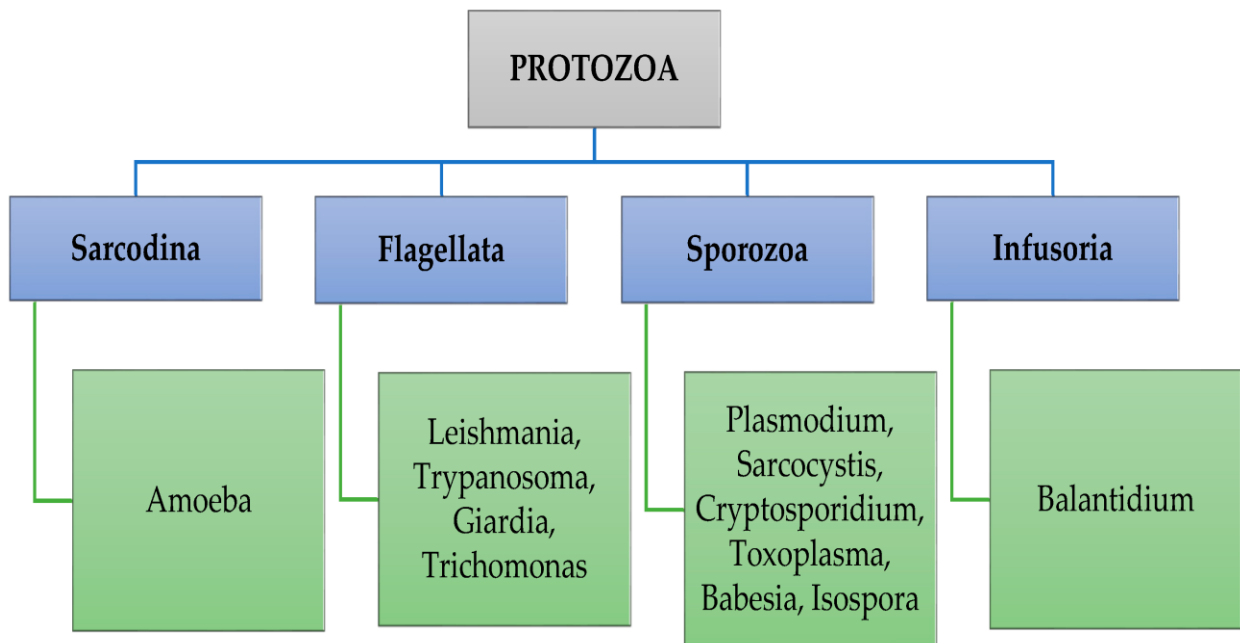 PROTOZOA
Sarcodina
Flagellata
Sporozoa
Infusoria
Amoeba
Leishmania,
Trypanosoma,
Giardia,
Trichomonas
Plasmodium,
Sarcocystis,
Cryptosporidium,
Toxoplasma,
Babesia, Isospora
Balantidium